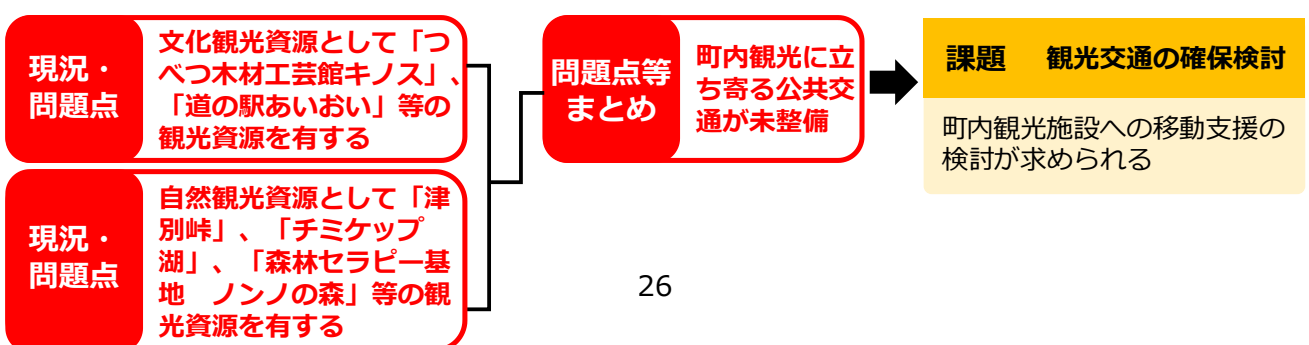 現況・
問題点
文化観光資源として「つ
べつ木材工芸館キノス」、
「道の駅あいおい」等の
観光資源を有する
現況・
問題点
自然観光資源として「津
別峠」、「チミケップ
湖」、「森林セラピー基
地　ノンノの森」等の観
光資源を有する
問題点等
まとめ
町内観光に立
ち寄る公共交
通が未整備
課題　観光交通の確保検討
町内観光施設への移動支援の
検討が求められる
26